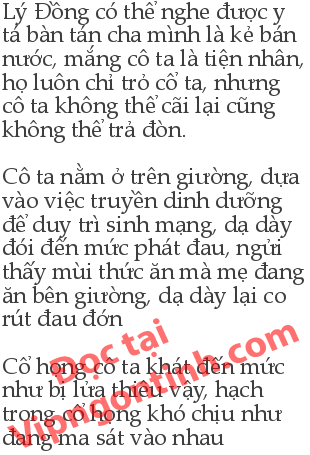 Lý Đồng có thể nghe được y
tá bàn tán cha mình là kẻ bán
nước, mắng cô ta là tiện nhân,
họ luôn chỉ trỏ cổ ta, nhưng
cô ta không thể cãi lại cũng
không thể trả đòn.
Cô ta nằm ở trên giường, dựa
vào việc truyền dinh dưỡng
để duy trì sinh mạng, dạ dày
đói đến mức phát đau, ngửi
thấy mùi thức ăn mà mẹ đang
ăn bên giường, dạ dày lại co
rút đau đớn
Cổ họng cô ta khát đến mức
như bị lửa thiêu vậy, hạch
trong cổ họng khó chịu như
đang ma sát vào nhau
Đọc tại
Vipngontinh.com